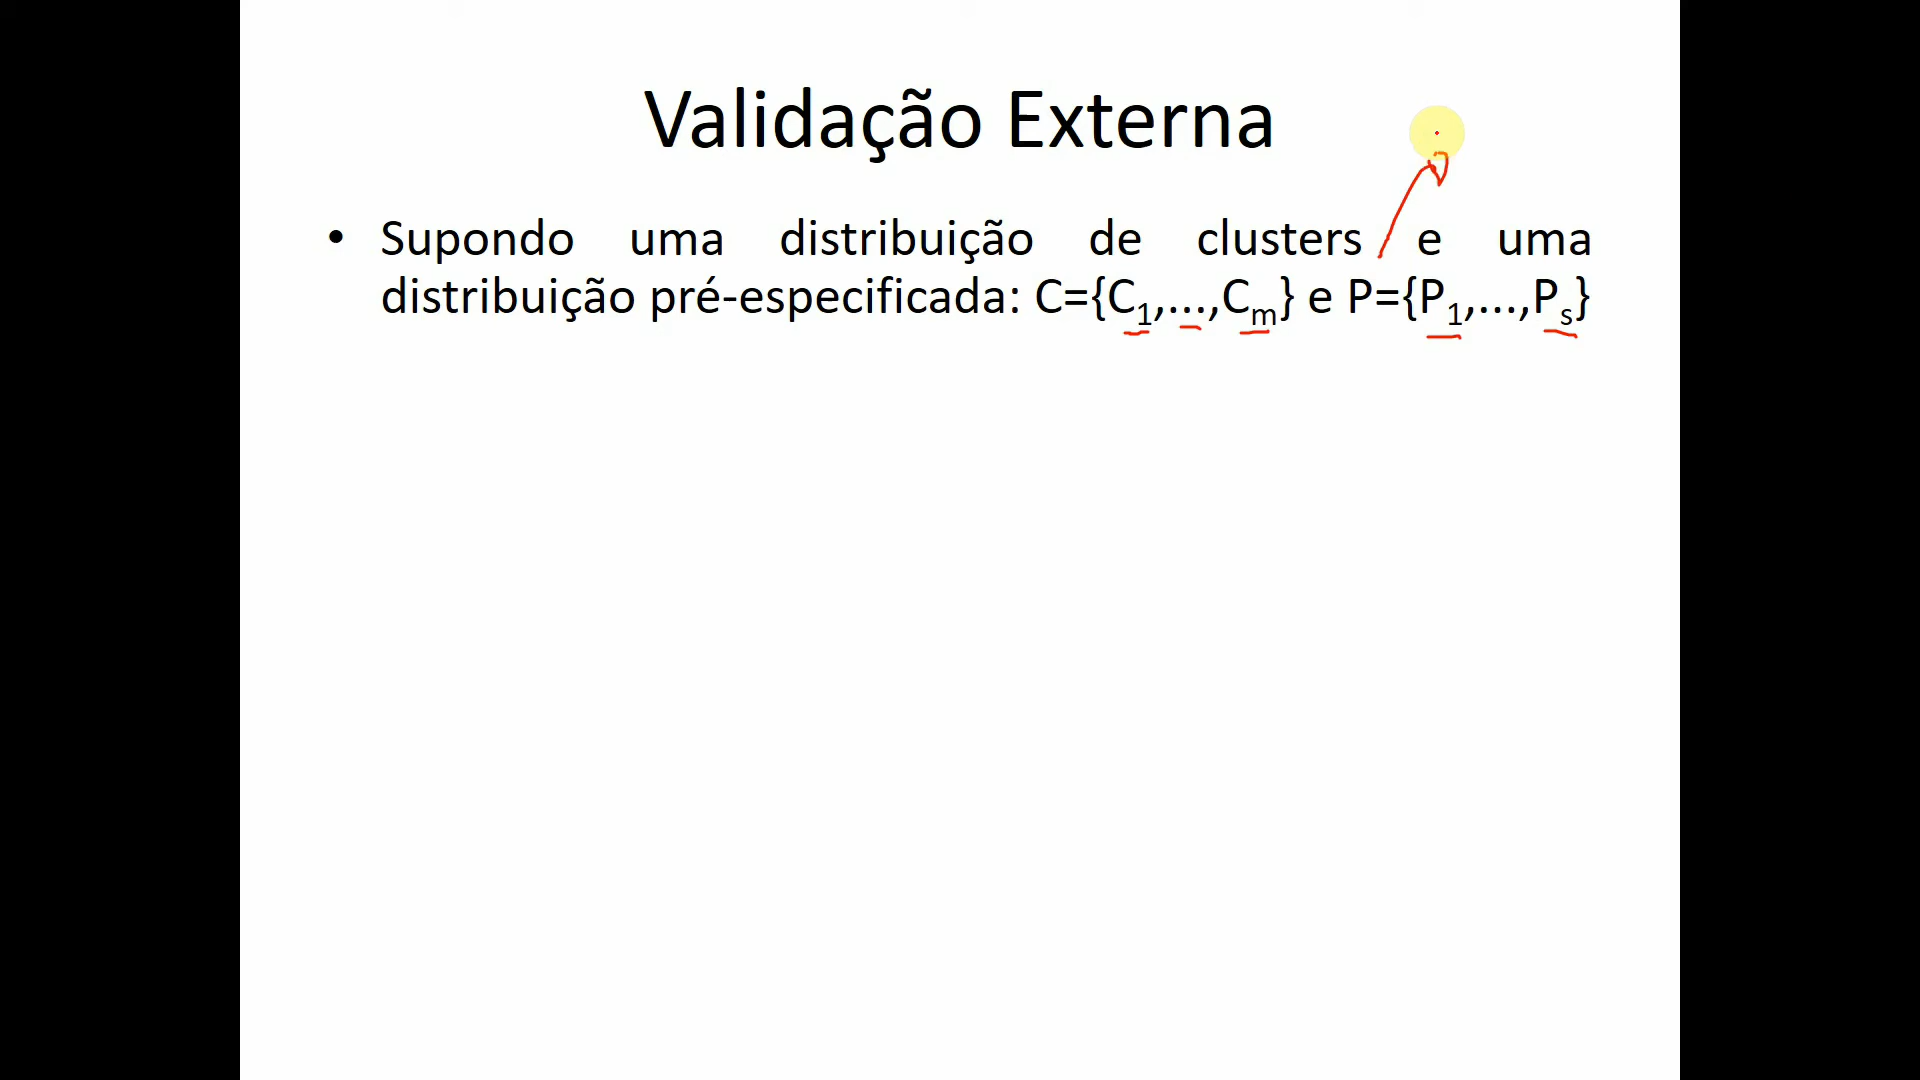 Validação Externa
• Supondo uma distribuição de clusters e uma
distribuição pré-especificada: C={C₁,...,Cₘ} e P={P₁,...,Pₛ}